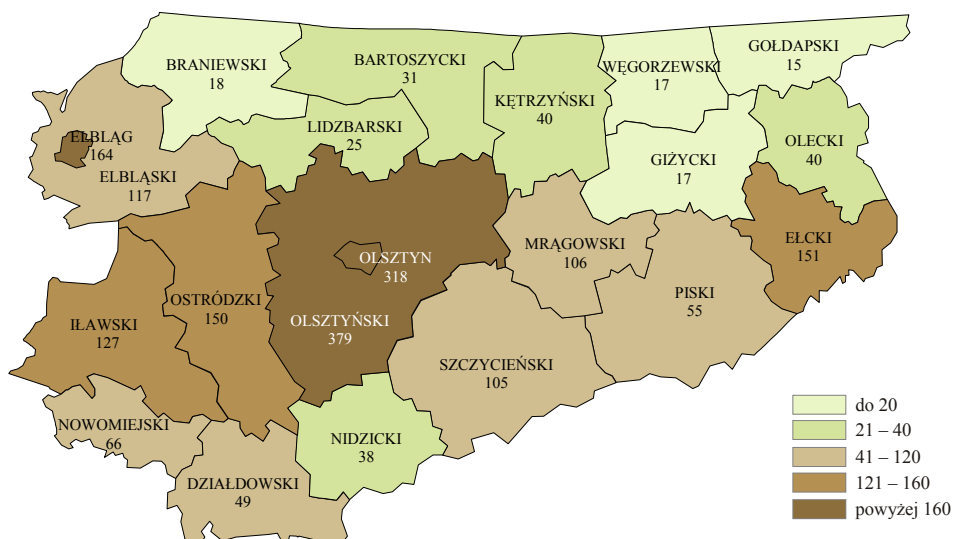 BRANIEWSKI
18
BARTOSZYCKI
31
KĘTRZYŃSKI
40
WĘGORZEWSKI
17
GOŁDAPSKI
15
ELBLĄG
164
ELBLĄSKI
117
LIDZBARSKI
25
GIŻYCKI
17
OLECKI
40
OLSZTYN
318
OLSZTYŃSKI
379
MRĄGOWSKI
106
EŁCKI
151
IŁAWSKI
127
OSTRÓDZKI
150
PISKI
55
SZCZYCIEŃSKI
105
NOWOMIEJSKI
66
NIDZICKI
38
DZIAŁDOWSKI
49
do 20
21 – 40
41 – 120
121 – 160
powyżej 160